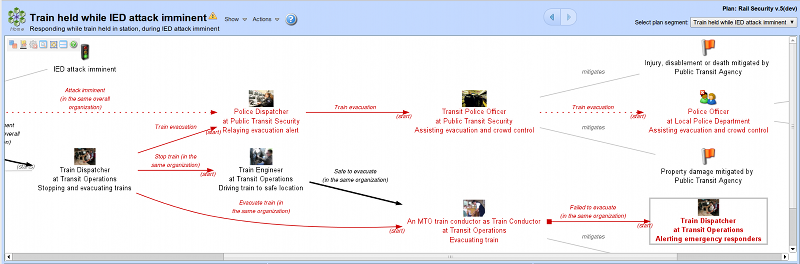 Train held while IED attack imminent
Show
Actions
Responding while train held in station, during IED attack imminent
Home
Plan: Rail Security v.5(dev)
Select plan segment: Train held while IED attack imminent
IED attack imminent
Attack imminent
(in the same overall
organization)
Police Dispatcher
at Public Transit Security
Relaying evacuation alert
Train evacuation
(start)
Transit Police Officer
at Public Transit Security
Assisting evacuation and crowd control
mitigates
Injury, disablement or death mitigated by
Public Transit Agency
Train evacuation
(start)
Police Officer
at Local Police Department
Assisting evacuation and crowd control
mitigates
Property damage mitigated by
Public Transit Agency
overall
(start)
Train Dispatcher
at Transit Operations
Stopping and evacuating trains
Train evacuation
(start)
Stop train (in the
same organization)
(start)
Train Engineer
at Transit Operations
Driving train to safe location
Safe to evacuate
(in the same organization)
Evacuate train (in the
same organization)
(start)
An MTO train conductor as Train Conductor
at Transit Operations
Evacuating train
Failed to evacuate
(in the same organization)
(start)
mitigates
Train Dispatcher
at Transit Operations
Alerting emergency responders